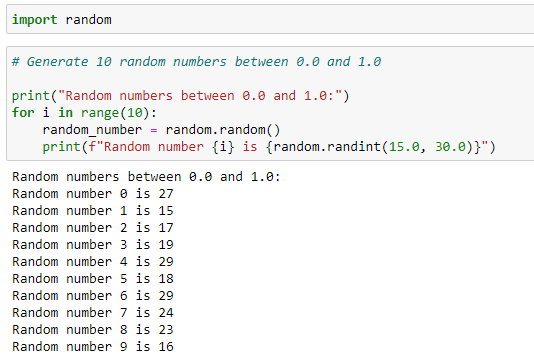 import random
# Generate 10 random numbers between 0.0 and 1.0
print("Random numbers between 0.0 and 1.0:")
for i in range(10):
    random_number = random.random()
    print(f"Random number {i} is {random.randint(15.0, 30.0)}")
Random numbers between 0.0 and 1.0:
Random number 0 is 27
Random number 1 is 15
Random number 2 is 17
Random number 3 is 19
Random number 4 is 29
Random number 5 is 18
Random number 6 is 29
Random number 7 is 24
Random number 8 is 23
Random number 9 is 16